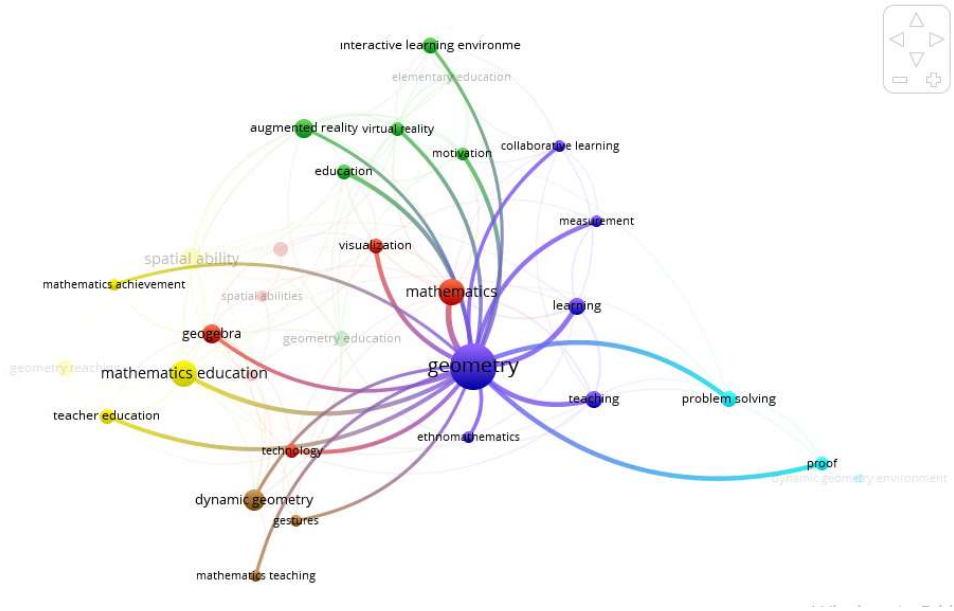 interactive learning environme
elementary education
augmented reality
virtual reality
motivation
collaborative learning
education
measurement
visualization
spatial ability
mathematics achievement
mathematics
spatial abilities
learning
geogebra
geometry education
geometry
mathematics education
teaching
problem solving
teacher education
ethnomathematics
technology
proof
dynamic geometry environment
dynamic geometry
gestures
mathematics teaching